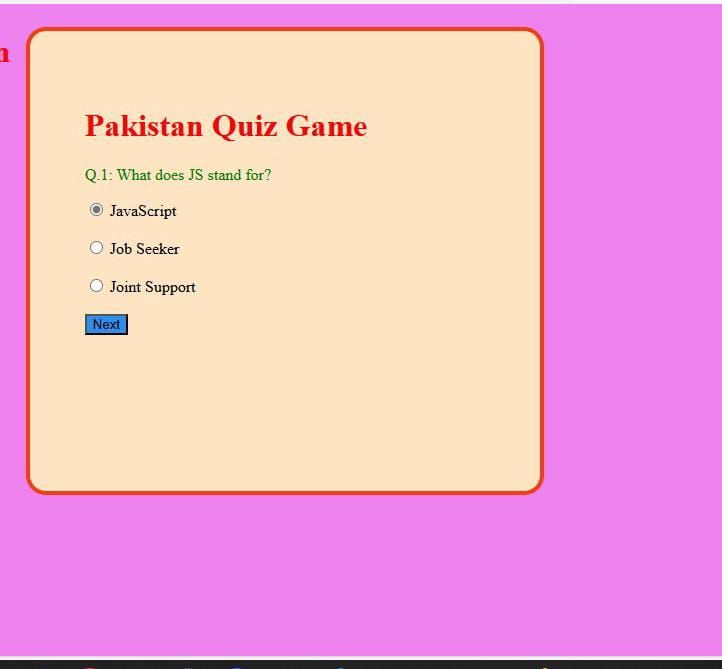 Pakistan Quiz Game
Q.1: What does JS stand for?
JavaScript
Job Seeker
Joint Support
Next